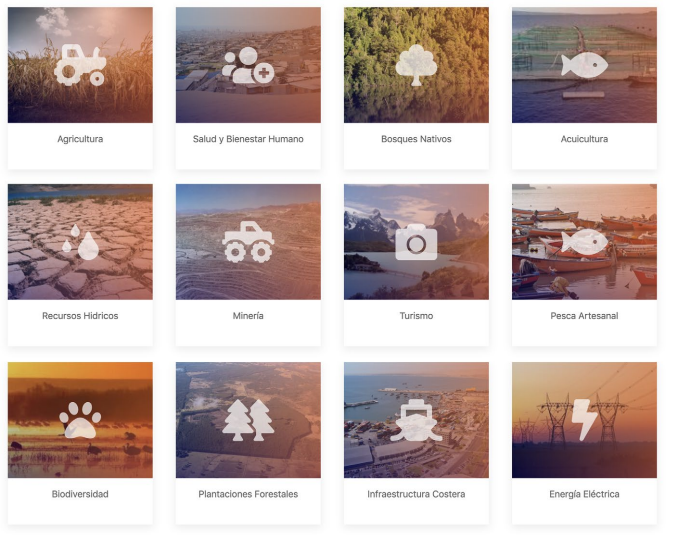 Agricultura
Salud y Bienestar Humano
Bosques Nativos
Acuicultura
Recursos Hidricos
Minería
Turismo
Pesca Artesanal
Biodiversidad
Plantaciones Forestales
Infraestructura Costera
Energía Eléctrica